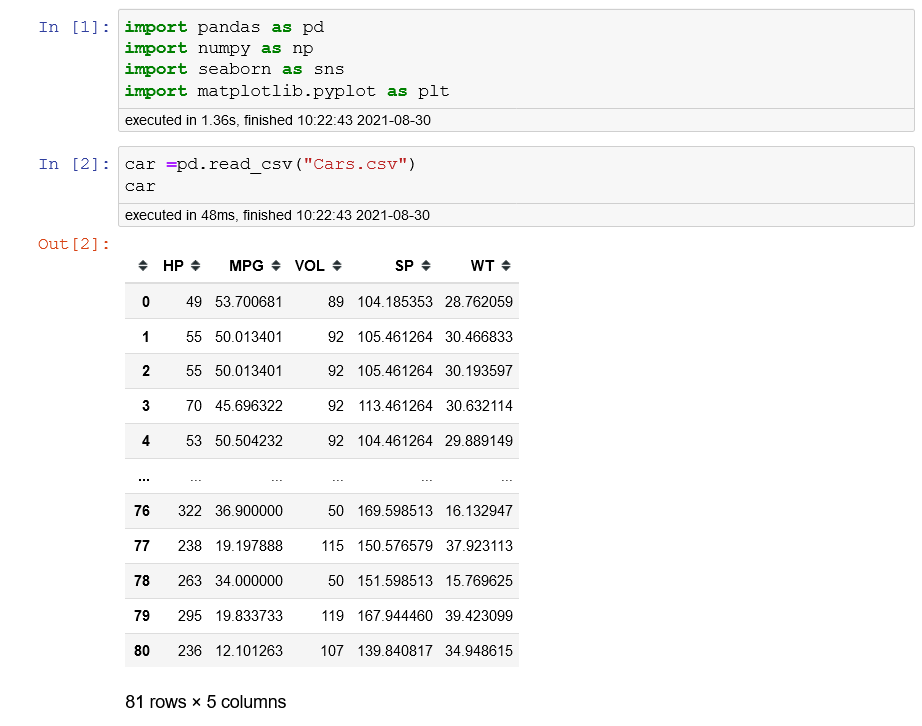 In [1]: import pandas as pd
import numpy as np
import seaborn as sns
import matplotlib.pyplot as plt
executed in 1.36s, finished 10:22:43 2021-08-30
In [2]: car =pd.read_csv("Cars.csv")
car
executed in 48ms, finished 10:22:43 2021-08-30
Out[2]:
HP MPG VOL SP WT
0 49 53.700681 89 104.185353 28.762059
1 55 50.013401 92 105.461264 30.466833
2 55 50.013401 92 105.461264 30.193597
3 70 45.696322 92 113.461264 30.632114
4 53 50.504232 92 104.461264 29.889149
... ... ... ... ... ...
76 322 36.900000 50 169.598513 16.132947
77 238 19.197888 115 150.576579 37.923113
78 263 34.000000 50 151.598513 15.769625
79 295 19.833733 119 167.944460 39.423099
80 236 12.101263 107 139.840817 34.948615
81 rows × 5 columns